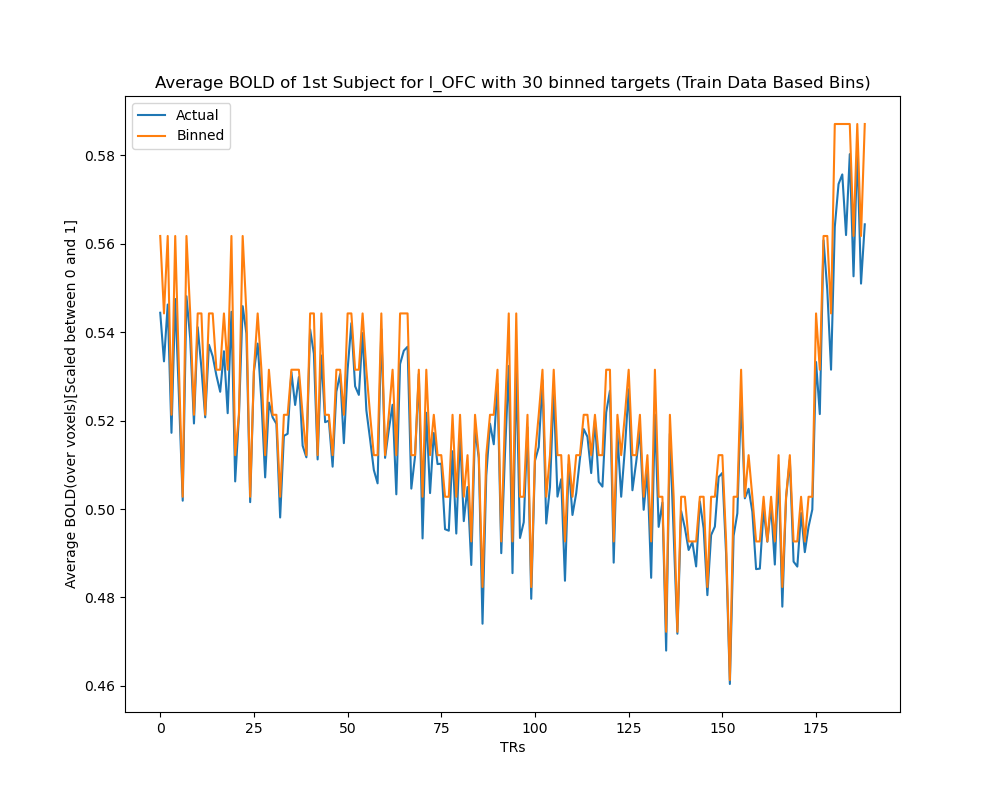 Average BOLD of 1st Subject for l_OFC with 30 binned targets (Train Data Based Bins)
Actual
Binned
0.58
0.56
0.54
0.52
0.50
0.48
0.46
Average BOLD(over voxels)[Scaled between 0 and 1]
0 25 50 75 100 125 150 175
TRs